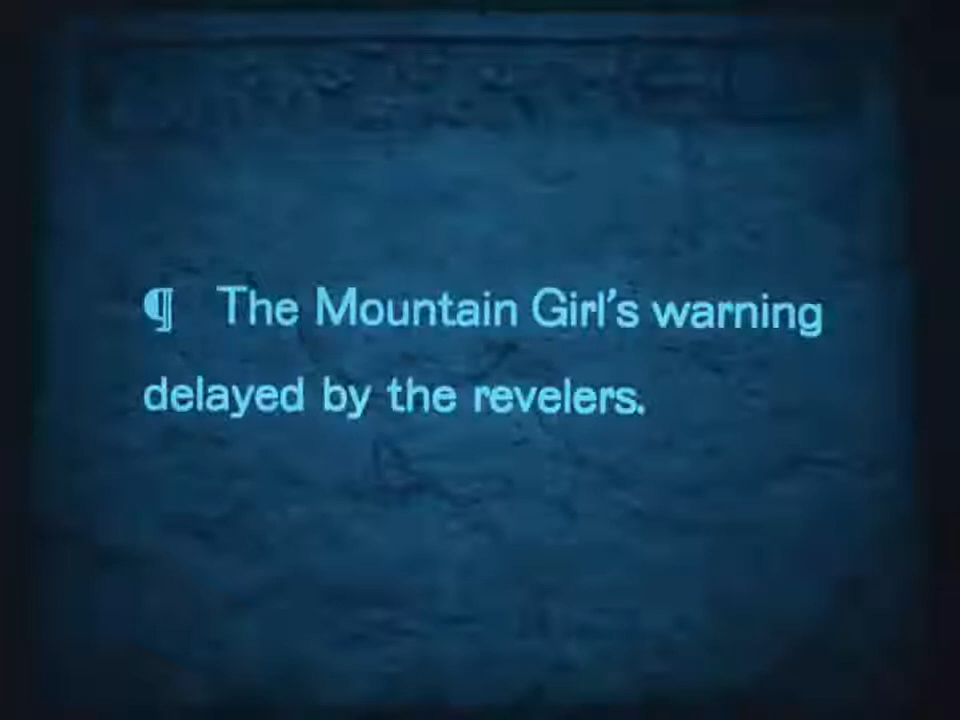 ¶ The Mountain Girl's warning
delayed by the revelers.